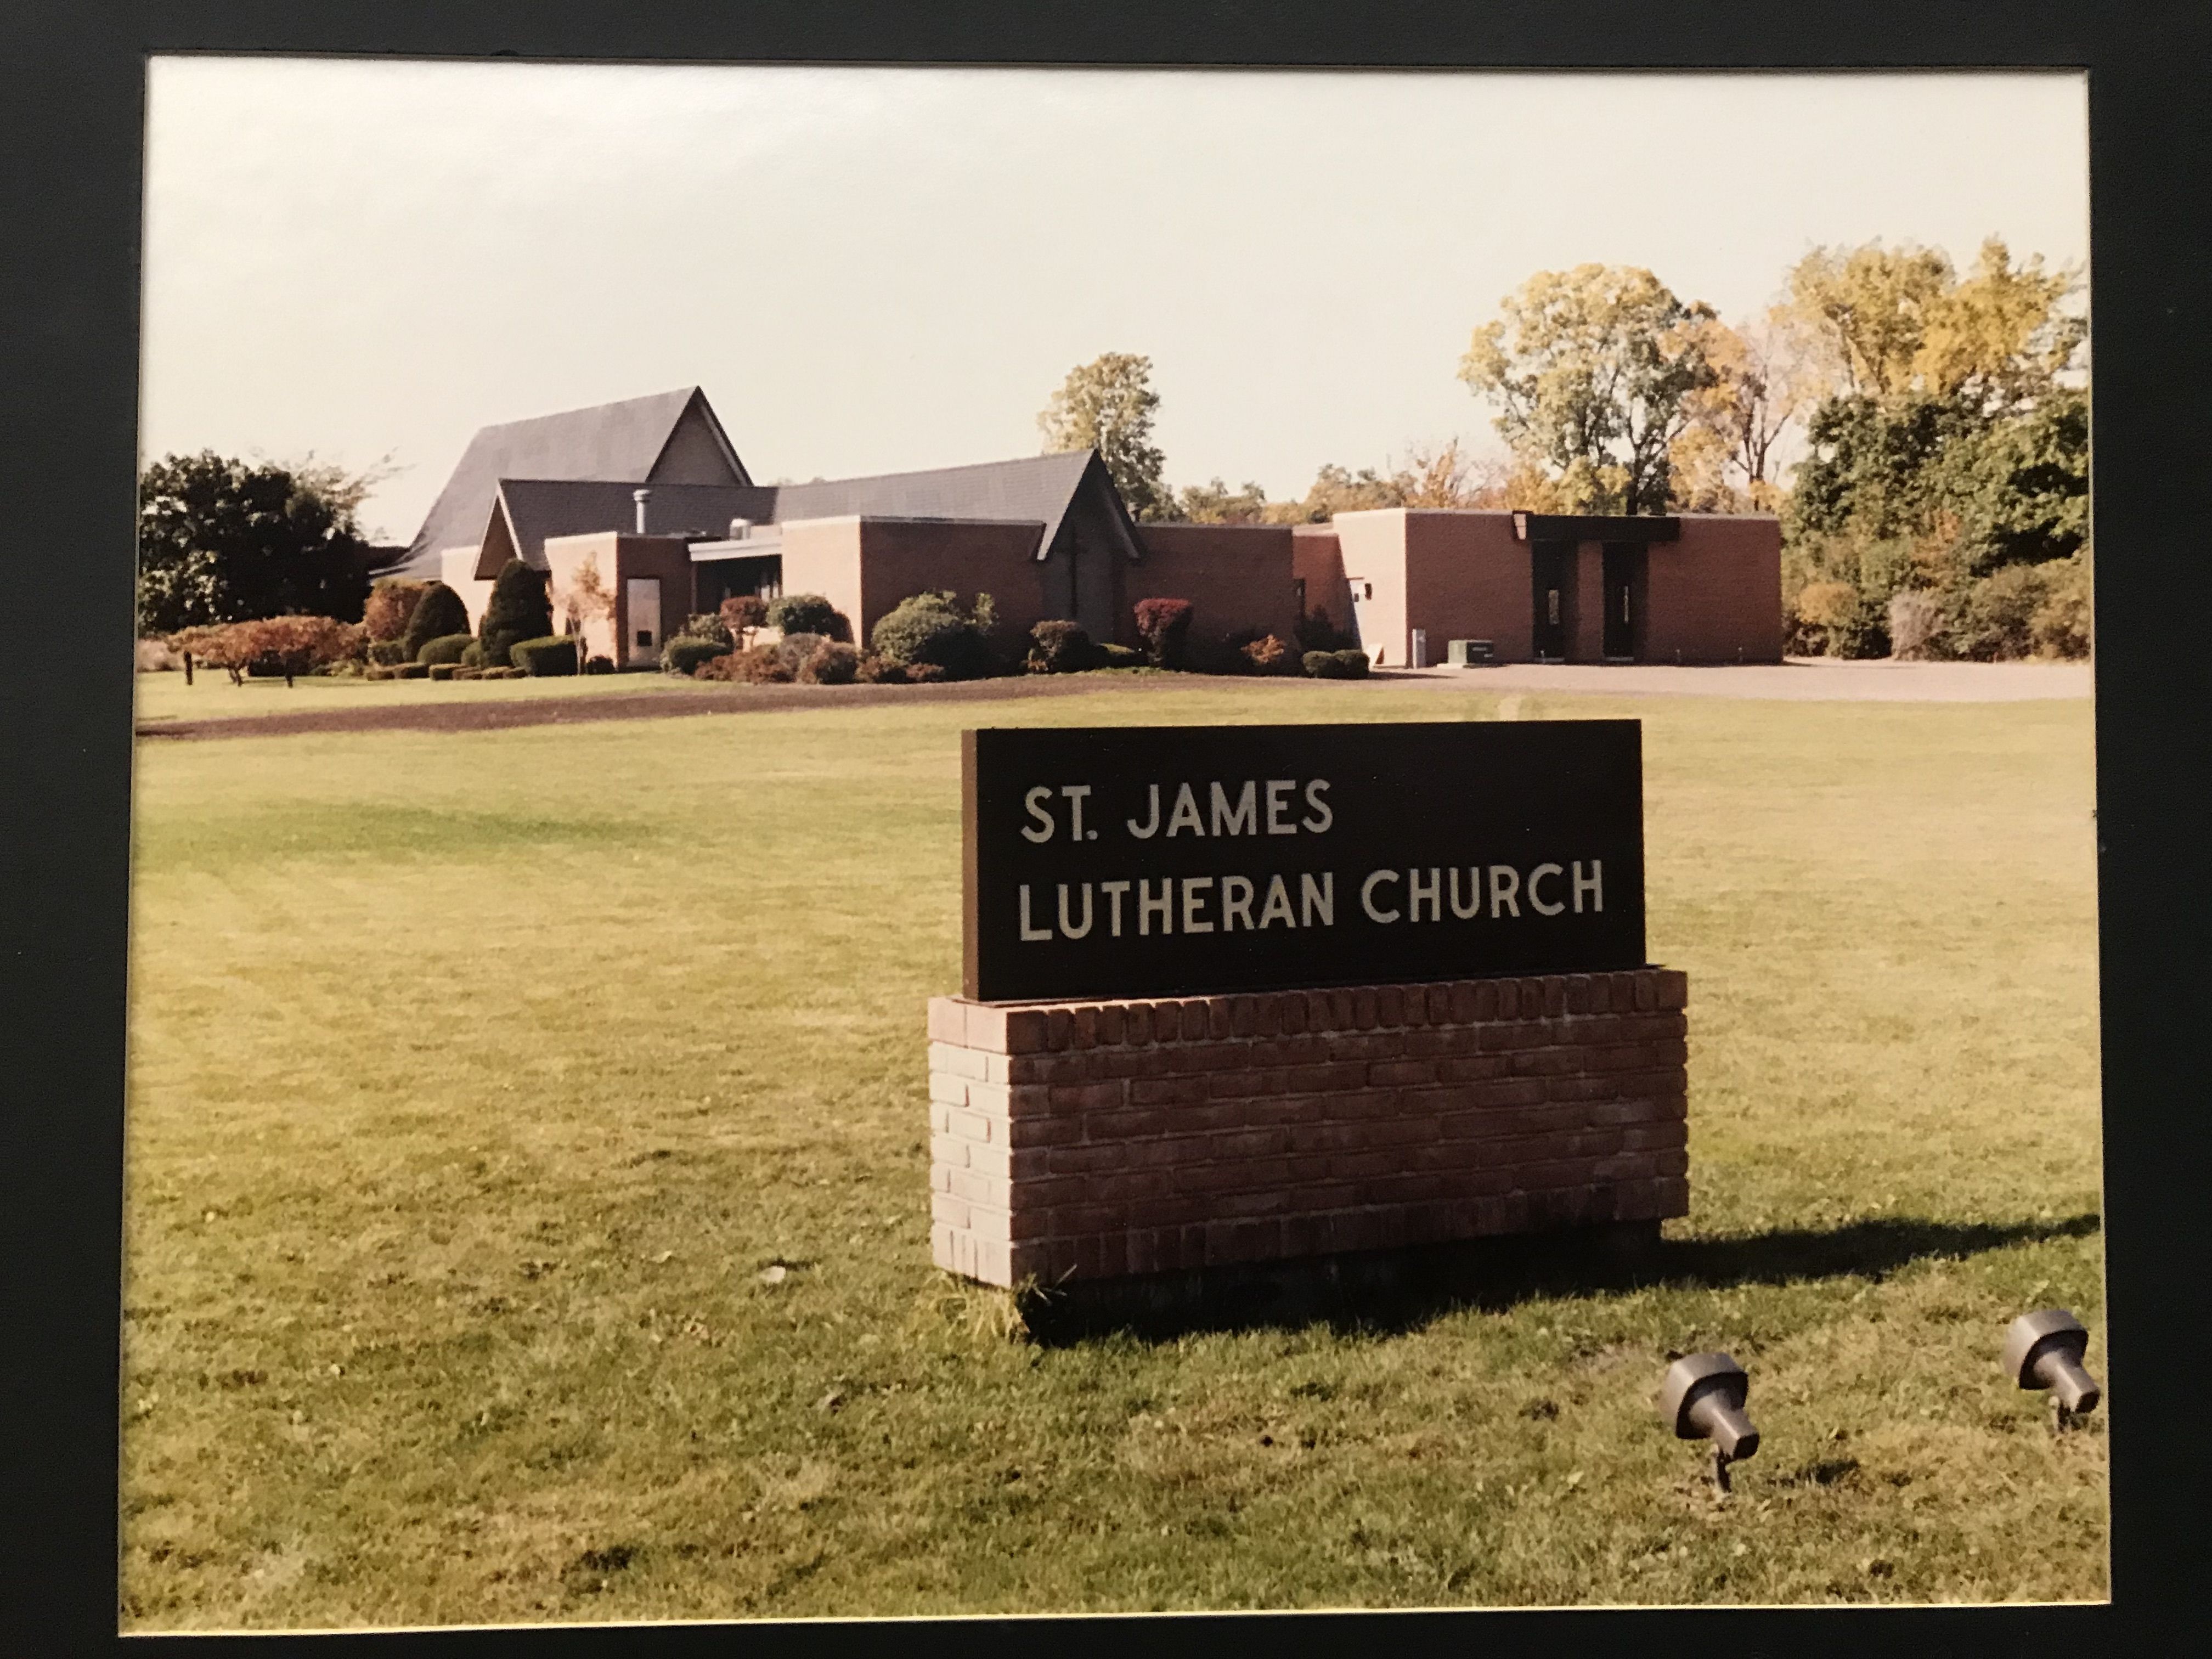 ST. JAMES
LUTHERAN CHURCH